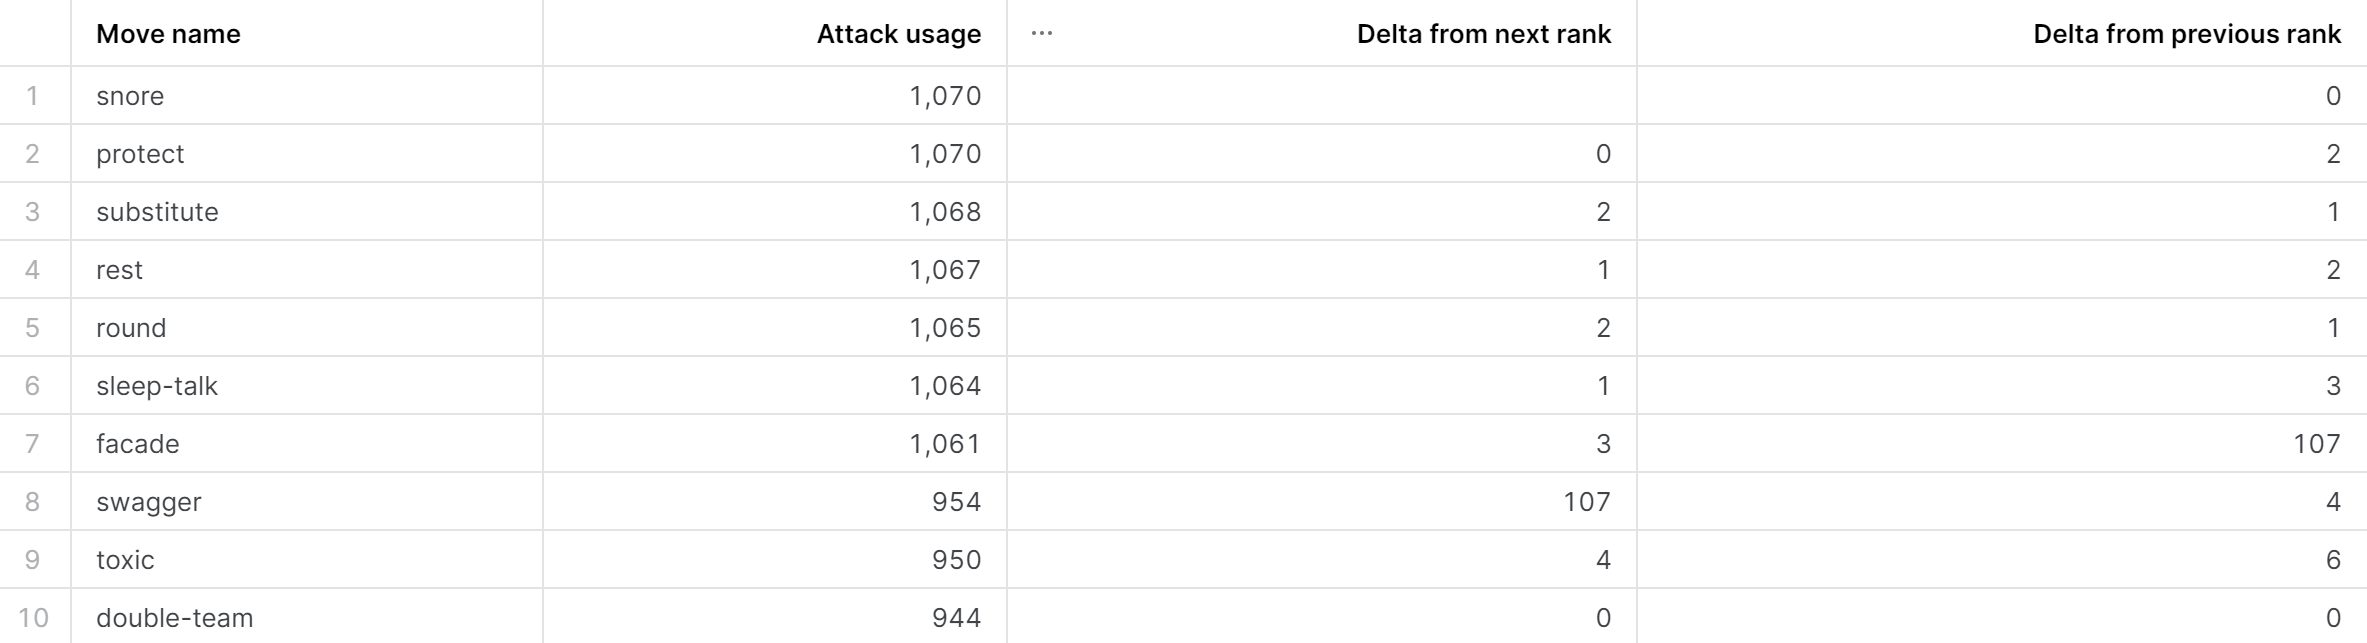 Move name Attack usage ... Delta from next rank Delta from previous rank
1 snore 1,070 0
2 protect 1,070 0 2
3 substitute 1,068 2 1
4 rest 1,067 1 2
5 round 1,065 2 1
6 sleep-talk 1,064 1 3
7 facade 1,061 3 107
8 swagger 954 107 4
9 toxic 950 4 6
10 double-team 944 0 0